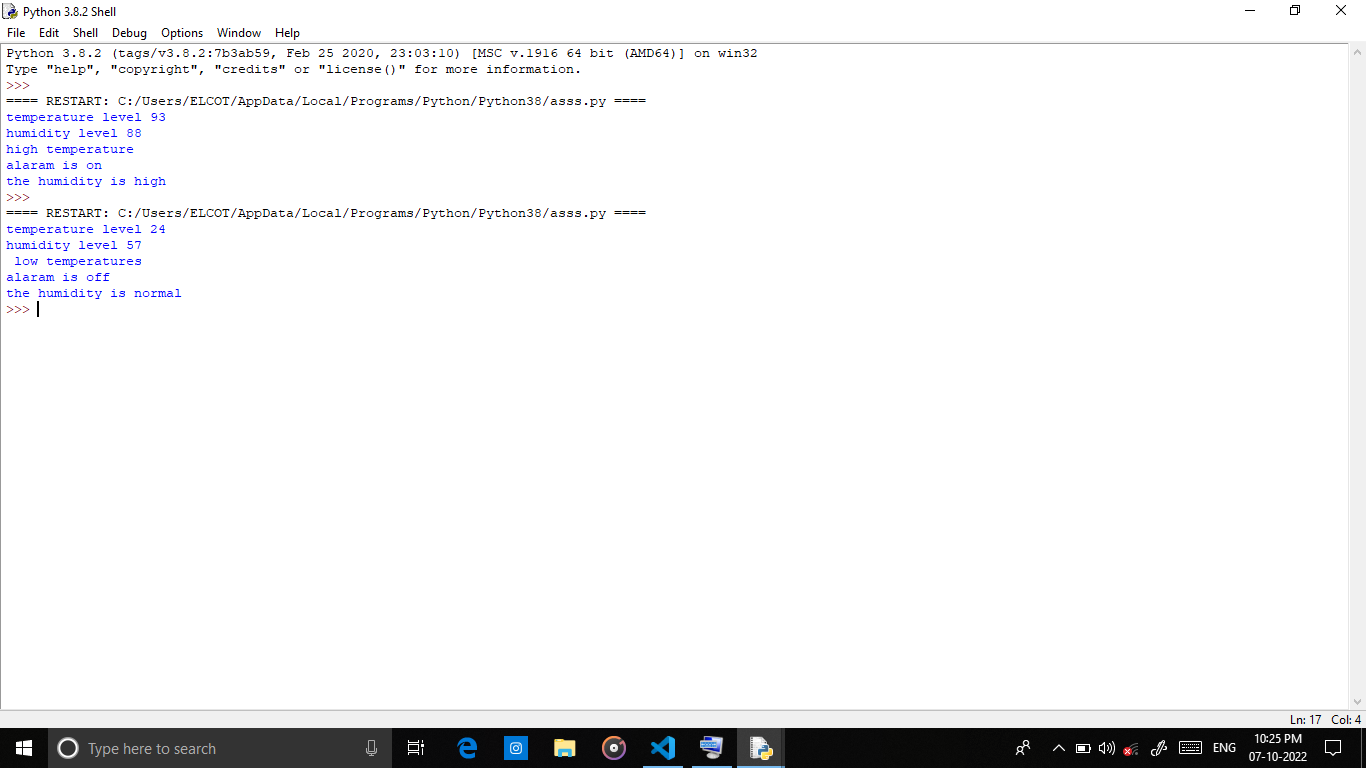 Python 3.8.2 Shell
File Edit Shell Debug Options Window Help
Python 3.8.2 (tags/v3.8.2:7b3ab59, Feb 25 2020, 23:03:10) [MSC v.1916 64 bit (AMD64)] on win32
Type "help", "copyright", "credits" or "license()" for more information.
>>>
==== RESTART: C:/Users/ELCOT/AppData/Local/Programs/Python/Python38/asss.py ====
temperature level 93
humidity level 88
high temperature
alaram is on
the humidity is high
>>>
==== RESTART: C:/Users/ELCOT/AppData/Local/Programs/Python/Python38/asss.py ====
temperature level 24
humidity level 57
 low temperatures
alaram is off
the humidity is normal
>>>
Ln: 17 Col: 4
Type here to search
ENG
10:25 PM
07-10-2022